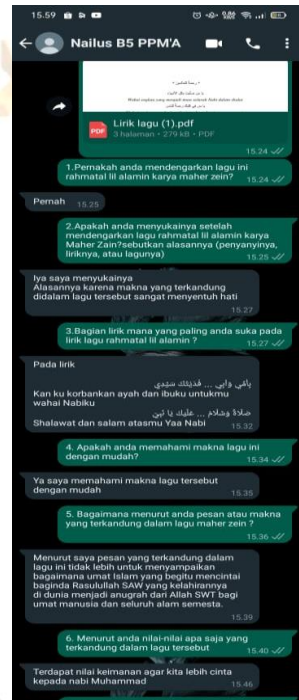 15.59
Nailus B5 PPM'A
Lirik lagu (1).pdf
3 halaman • 279 kB • PDF
15.24
1.Pernakah anda mendengarkan lagu ini
rahmatal lil alamin karya maher zein?
15.24
Pernah
15.25
2.Apakah anda menyukainya setelah
mendengarkan lagu rahmatal lil alamin karya
Maher Zain?sebutkan alasannya (penyanyinya,
liriknya, atau lagunya)
15.25
Iya saya menyukainya
Alasannya karena makna yang terkandung
didalam lagu tersebut sangat menyentuh hati
15.27
3.Bagian lirik mana yang paling anda suka pada
lirik lagu rahmatal lil alamin ?
15.27
Pada lirik
بأمي وأبي ... فديتك سيدي
Kan ku korbankan ayah dan ibuku untukmu
wahai Nabiku
صلاة وسلام ... عليك يا نبي
Shalawat dan salam atasmu Yaa Nabi
15.32
4. Apakah anda memahami makna lagu ini
dengan mudah?
15.34
Ya saya memahami makna lagu tersebut
dengan mudah
15.35
5. Bagaimana menurut anda pesan atau makna
yang terkandung dalam lagu maher zein ?
15.36
Menurut saya pesan yang terkandung dalam
lagu ini tidak lebih untuk menyampaikan
bagaimana umat Islam yang begitu mencintai
baginda Rasulullah SAW yang kelahirannya
di dunia menjadi anugrah dari Allah SWT bagi
umat manusia dan seluruh alam semesta.
15.39
6. Menurut anda nilai-nilai apa saja yang
terkandung dalam lagu tersebut
15.40
Terdapat nilai keimanan agar kita lebih cinta
kepada nabi Muhammad
15.46